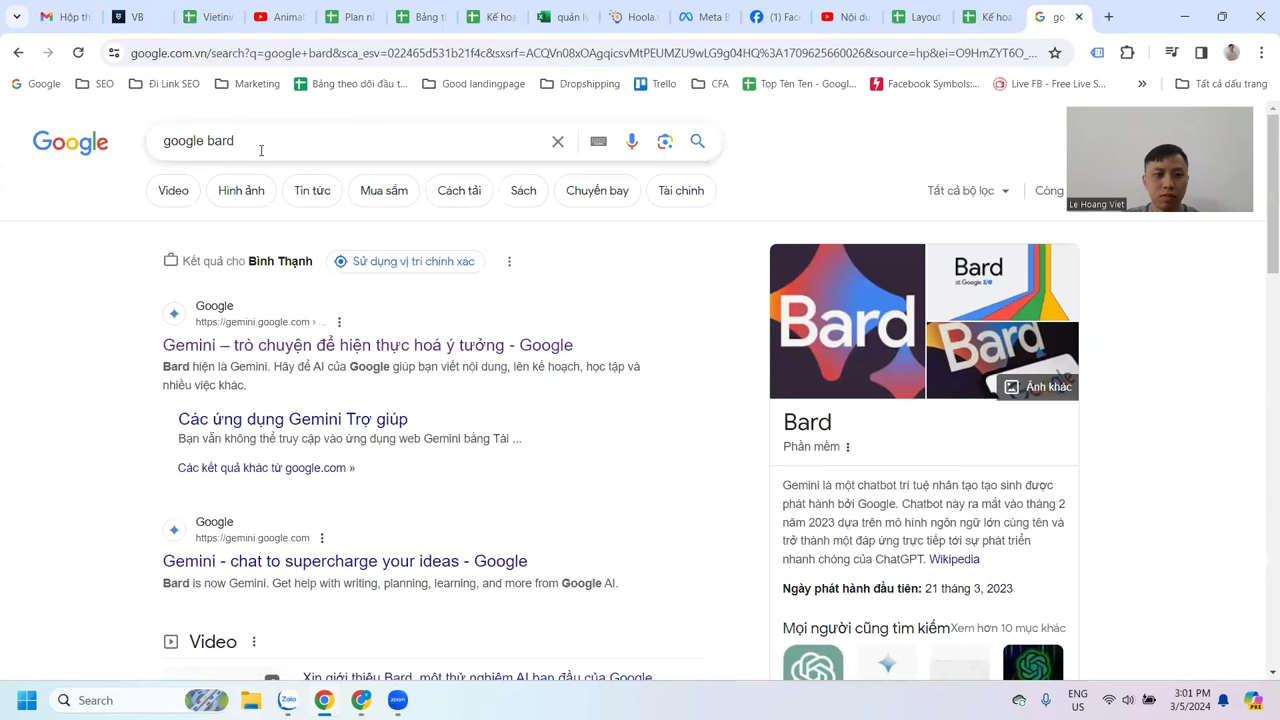 Animat
VB
Hộp r
Video
Bảng
Kế ho
quản lý
Hoola.
Meta B
(1) Face
Nội du
Layout
Kế hoa
go
google.com.vn/search?q=google+bard&sca_esv=022465d531b21f4c&sxsrf=ACQVn08xOAggicsvMtPEUMZU9wLG9g04HQ%3A1709625660026&source=hp&ei=O9HmZYT6O_...
Google
SEO
Đi Link SEO
Marketing
Bảng theo dõi đầu t...
Good landingpage
Dropshipping
Trello
CFA
Top Tên Ten - Googl...
Facebook Symbols:...
Live FB - Free Live S...
»
Tất cả dấu trang
Google
google bard
Video
Hình ảnh
Tin tức
Mua sắm
Cách tải
Sách
Chuyến bay
Tài chính
Tất cả bộ lọc
Công
Le Hoang Viet
Kết quả cho Bình Thạnh
Sử dụng vị trí chính xác
Google
https://gemini.google.com › ...
Gemini – trò chuyện để hiện thực hoá ý tưởng - Google
Bard hiện là Gemini. Hãy để AI của Google giúp bạn viết nội dung, lên kế hoạch, học tập và
nhiều việc khác.
Các ứng dụng Gemini Trợ giúp
Bạn vẫn không thể truy cập vào ứng dụng web Gemini bằng Tài ...
Các kết quả khác từ google.com »
Google
https://gemini.google.com
Gemini - chat to supercharge your ideas - Google
Bard is now Gemini. Get help with writing, planning, learning, and more from Google AI.
Video
Xin giới thiệu Bard, một thử nghiệm AI ban đầu của Google
Bard
Bard
at Google I/O
Bard
Ảnh khác
Bard
Phần mềm
Gemini là một chatbot trí tuệ nhân tạo tạo sinh được
phát hành bởi Google. Chatbot này ra mắt vào tháng 2
năm 2023 dựa trên mô hình ngôn ngữ lớn cùng tên và
trở thành một đáp ứng trực tiếp tới sự phát triển
nhanh chóng của ChatGPT. Wikipedia
Ngày phát hành đầu tiên: 21 tháng 3, 2023
Mọi người cũng tìm kiếm
Xem hơn 10 mục khác
Search
Zalo
zoom
ENG
US
3:01 PM
3/5/2024
PRE